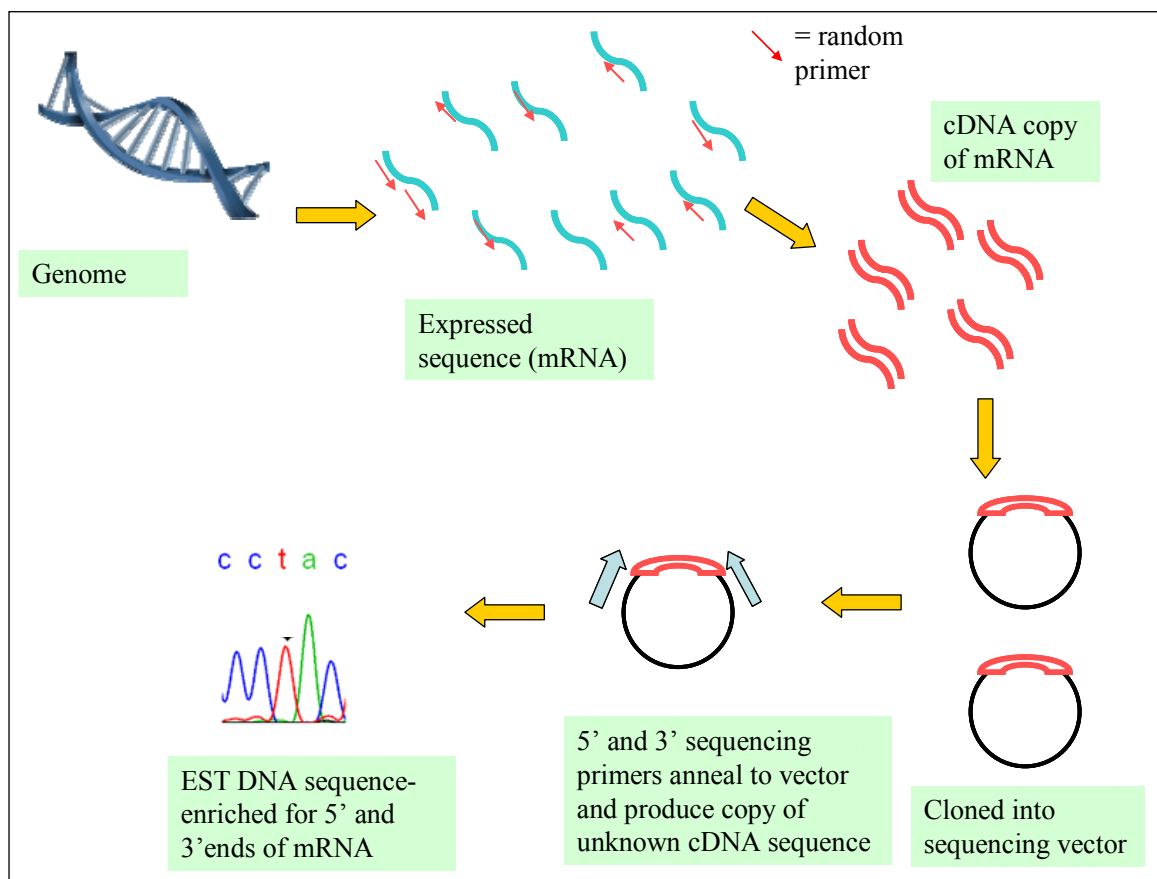 = random
primer
cDNA copy
of mRNA
Genome
Expressed
sequence (mRNA)
c c t a c
EST DNA sequence-
enriched for 5’ and
3’ends of mRNA
5’ and 3’ sequencing
primers anneal to vector
and produce copy of
unknown cDNA sequence
Cloned into
sequencing vector